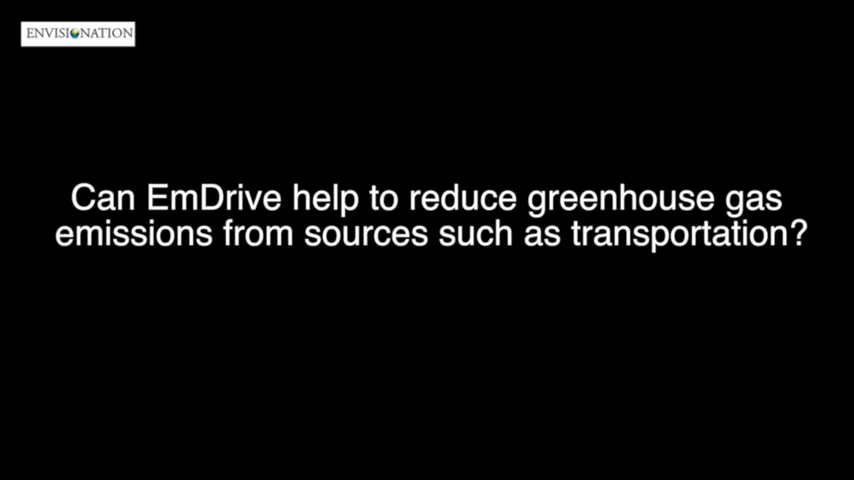 ENVISIONATION
Can EmDrive help to reduce greenhouse gas
emissions from sources such as transportation?